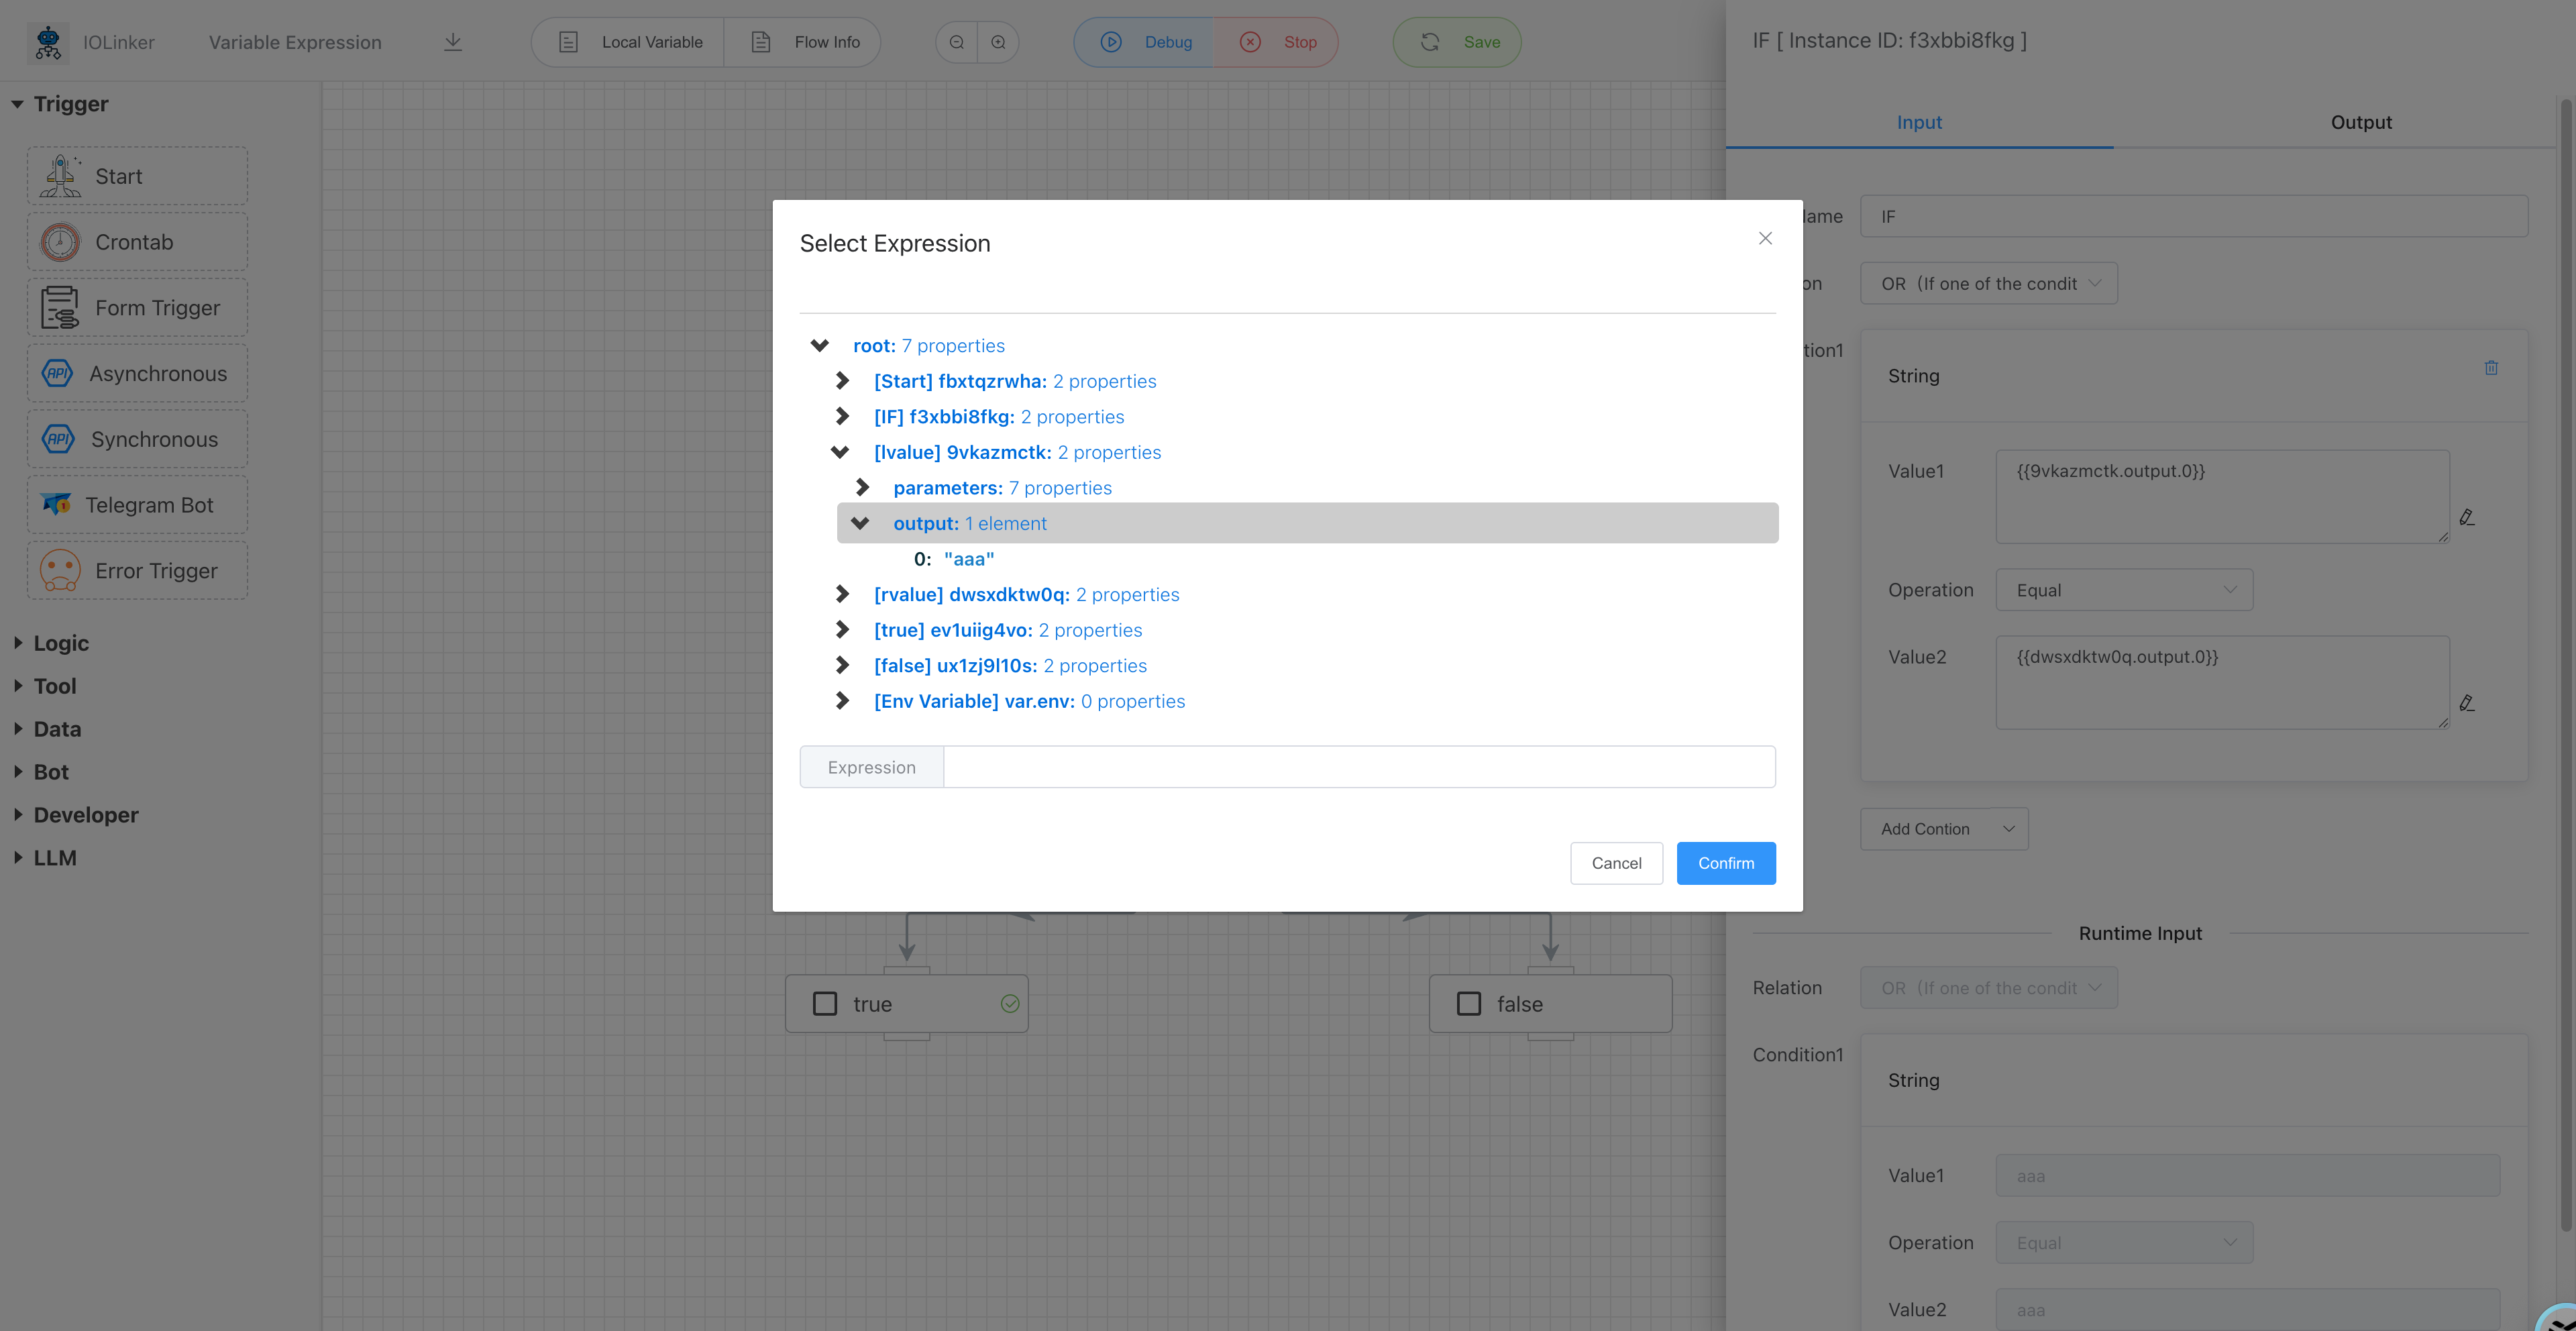 IOLinker
Variable Expression
Local Variable
Flow Info
Debug
Stop
Save
Trigger
Start
Crontab
Form Trigger
API
Asynchronous
API
Synchronous
1
Telegram Bot
Error Trigger
Logic
Tool
Data
Bot
Developer
LLM
Select Expression
root: 7 properties
[Start] fbxtqzrwha: 2 properties
[IF] f3xbbi8fkg: 2 properties
[lvalue] 9vkazmctk: 2 properties
parameters: 7 properties
output: 1 element
0: "aaa"
[rvalue] dwsxdktw0q: 2 properties
[true] ev1uiig4vo: 2 properties
[false] ux1zj9l10s: 2 properties
[Env Variable] var.env: 0 properties
Expression
Cancel
Confirm
true
false
IF [ Instance ID: f3xbbi8fkg ]
Input
Output
ame
IF
on
OR (If one of the condit
tion1
String
Value1
{{9vkazmctk.output.0}}
Operation
Equal
Value2
{{dwsxdktw0q.output.0}}
Add Contion
Runtime Input
Relation
OR (If one of the condit
Condition1
String
Value1
aaa
Operation
Equal
Value2
aaa